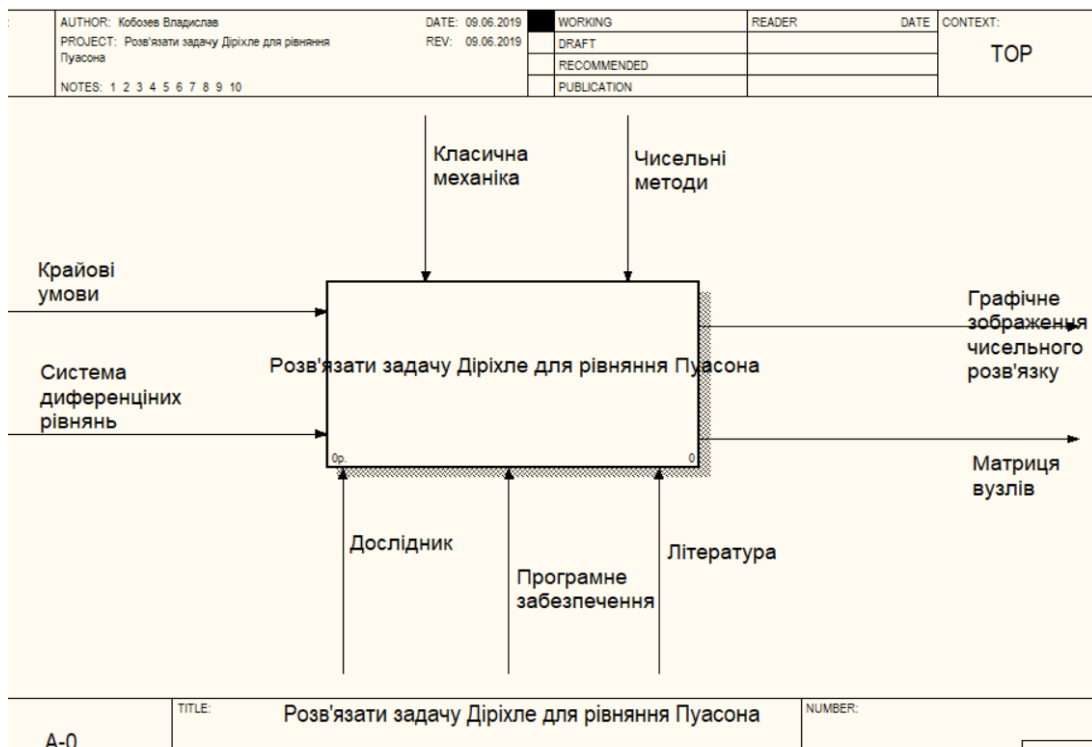 AUTHOR: Кобозев Владислав
DATE: 09.06.2019
PROJECT: Розв'язати задачу Діріхле для рівняння
Пуасона
REV: 09.06.2019
NOTES: 1 2 3 4 5 6 7 8 9 10
WORKING
DRAFT
RECOMMENDED
PUBLICATION
READER
DATE
CONTEXT:
TOP
Класична
механіка
Чисельні
методи
Крайові
умови
Система
диференціних
рівнянь
Розв'язати задачу Діріхле для рівняння Пуасона
0р.
0
Графічне
зображення
чисельного
розв'язку
Матриця
вузлів
Дослідник
Програмне
забезпечення
Література
A-0
TITLE:
Розв'язати задачу Діріхле для рівняння Пуасона
NUMBER: